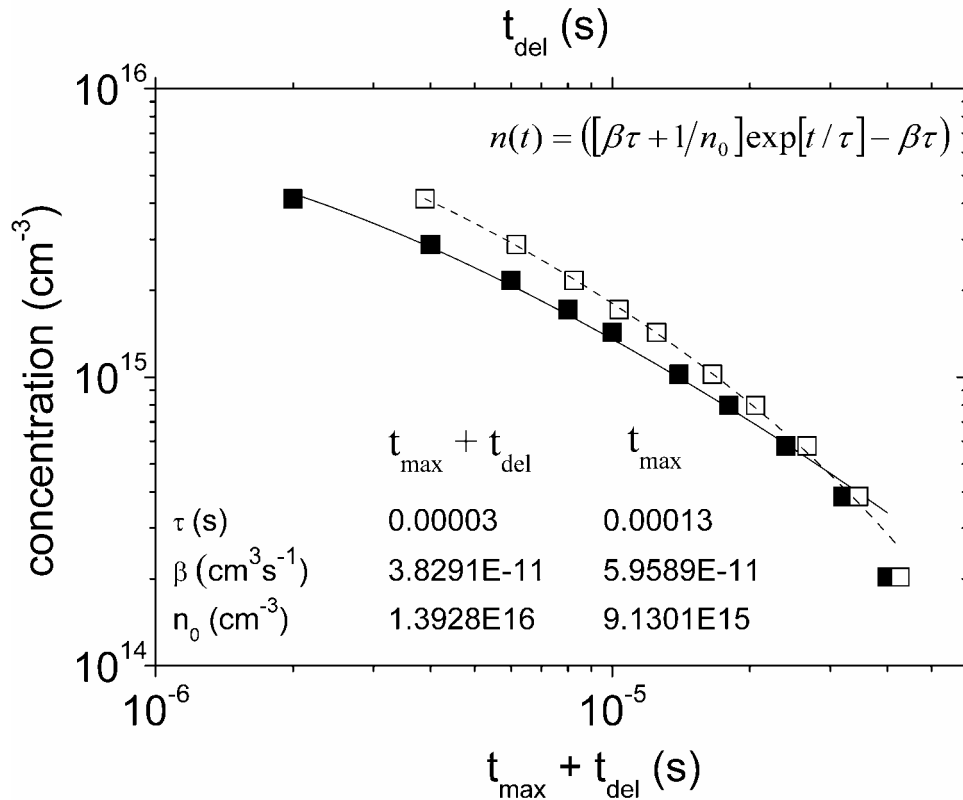 t_del (s)
10^16
n(t) = ([βτ + 1/n_0]exp[t/τ] − βτ)
concentration (cm^-3)
10^15
t_max + t_del t_max
τ (s) 0.00003 0.00013
β (cm^3s^-1) 3.8291E-11 5.9589E-11
n_0 (cm^-3) 1.3928E16 9.1301E15
10^14
10^-6 10^-5
t_max + t_del (s)